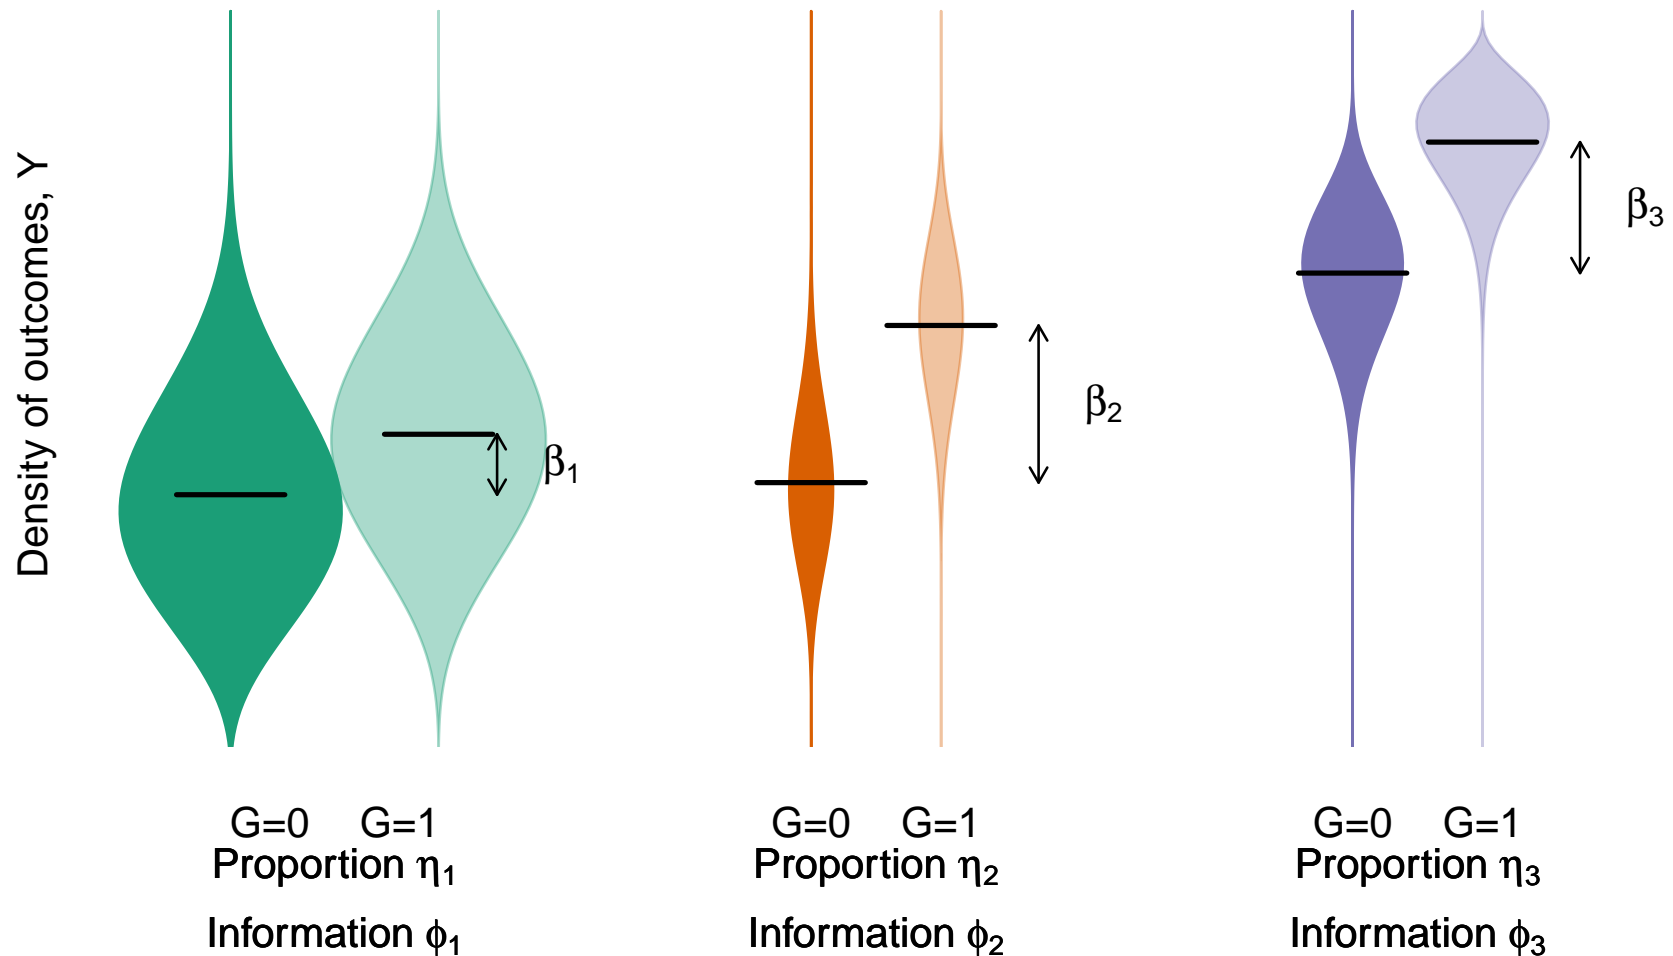 Density of outcomes, Y
β₁
β₂
β₃
G=0 G=1
Proportion η₁
Information ϕ₁
G=0 G=1
Proportion η₂
Information ϕ₂
G=0 G=1
Proportion η₃
Information ϕ₃